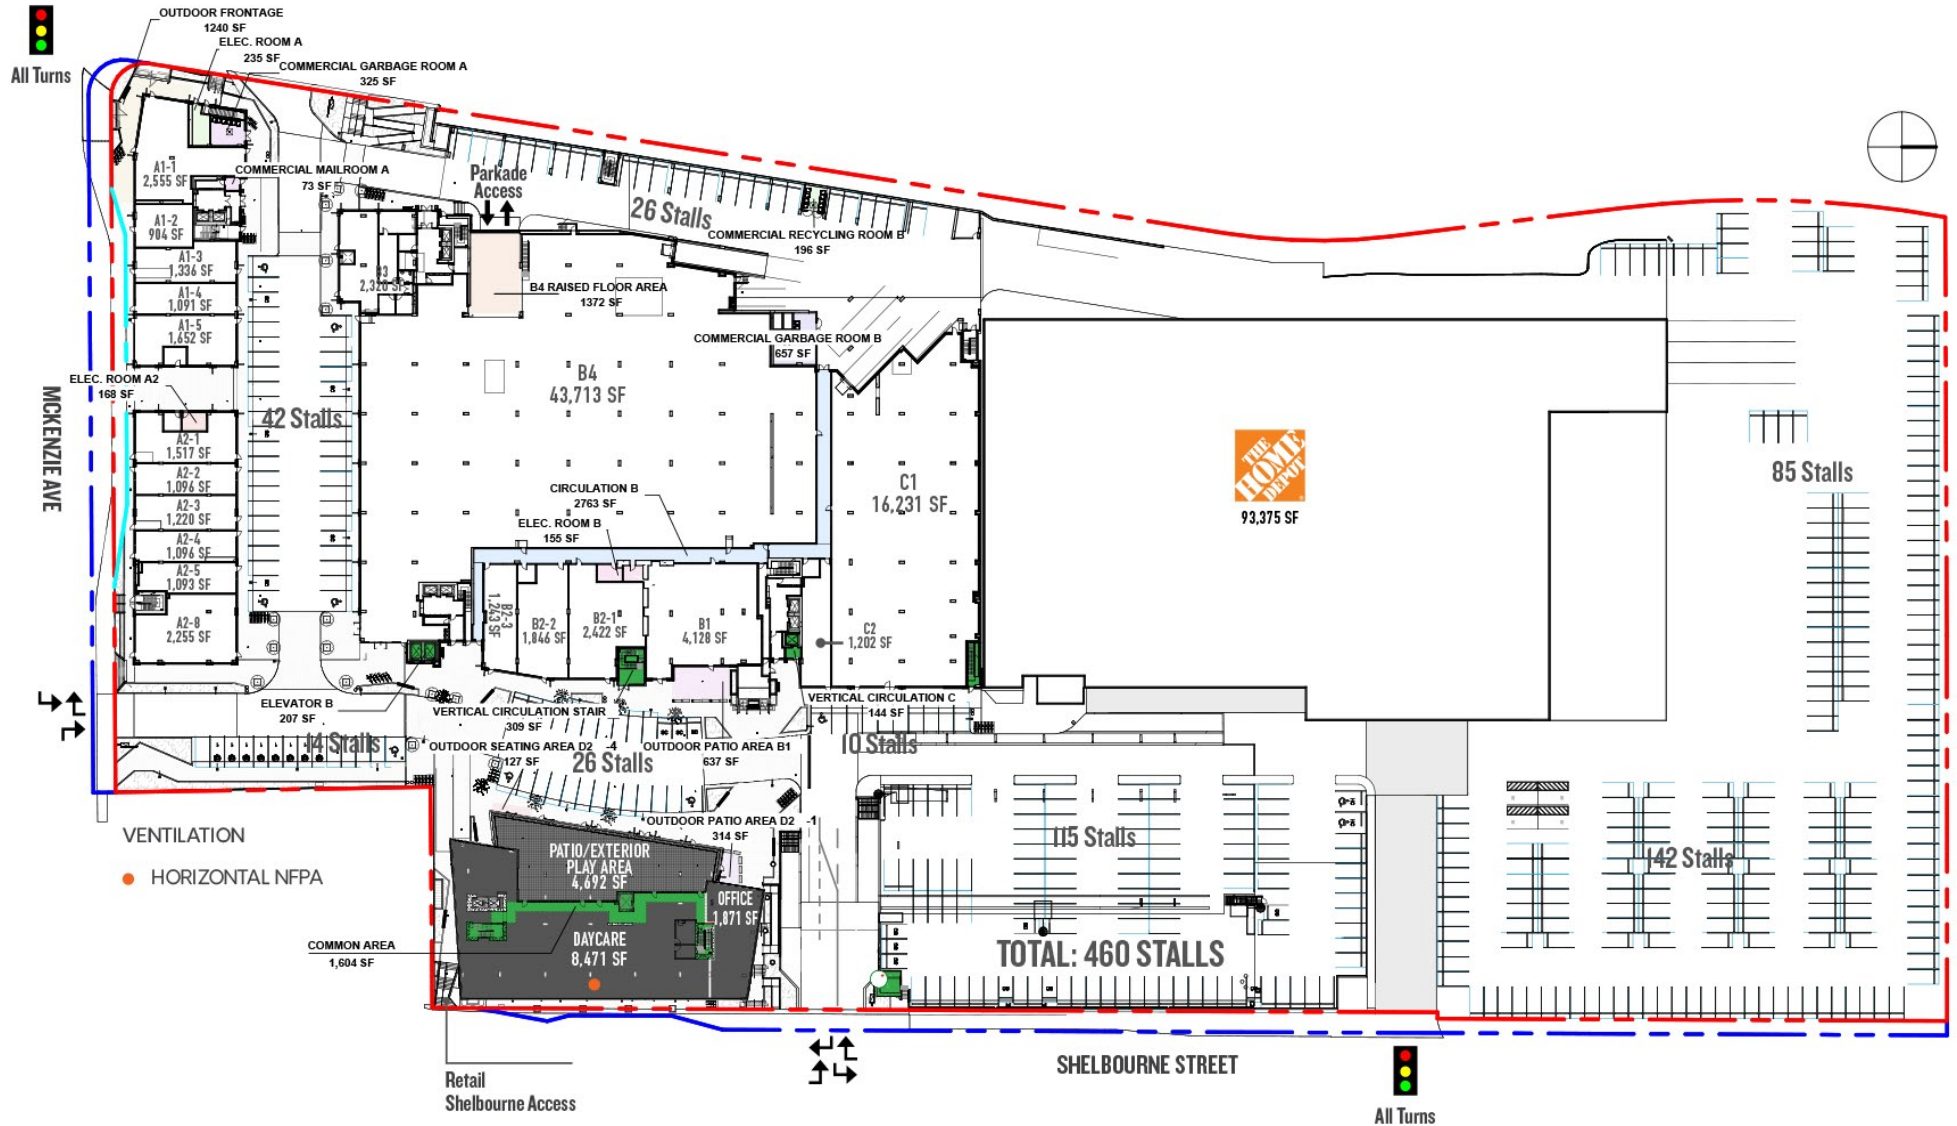 OUTDOOR FRONTAGE
1240 SF
ELEC. ROOM A
235 SF
COMMERCIAL GARBAGE ROOM A
325 SF
All Turns
A1-1
2,555 SF
COMMERCIAL MAILROOM A
73 SF
Parkade
Access
26 Stalls
COMMERCIAL RECYCLING ROOM B
196 SF
A1-2
904 SF
A1-3
1,336 SF
A1-4
1,091 SF
A1-5
1,652 SF
B3
2,320 SF
B4 RAISED FLOOR AREA
1372 SF
COMMERCIAL GARBAGE ROOM B
657 SF
ELEC. ROOM A2
168 SF
MCKENZIE AVE
42 Stalls
B4
43,713 SF
A2-1
1,517 SF
A2-2
1,096 SF
A2-3
1,220 SF
A2-4
1,096 SF
A2-5
1,093 SF
A2-8
2,255 SF
CIRCULATION B
2763 SF
ELEC. ROOM B
155 SF
C1
16,231 SF
THE
HOME
DEPOT
93,375 SF
85 Stalls
B2-3
1,243 SF
B2-2
1,846 SF
B2-1
2,422 SF
B1
4,128 SF
C2
1,202 SF
ELEVATOR B
207 SF
VERTICAL CIRCULATION STAIR
309 SF
VERTICAL CIRCULATION C
144 SF
14 Stalls
OUTDOOR SEATING AREA D2 -4
127 SF
26 Stalls
OUTDOOR PATIO AREA B1
637 SF
10 Stalls
OUTDOOR PATIO AREA D2 -1
314 SF
115 Stalls
142 Stalls
VENTILATION
HORIZONTAL NFPA
PATIO/EXTERIOR
PLAY AREA
4,692 SF
OFFICE
1,871 SF
COMMON AREA
1,604 SF
DAYCARE
8,471 SF
TOTAL: 460 STALLS
SHELBOURNE STREET
Retail
Shelbourne Access
All Turns